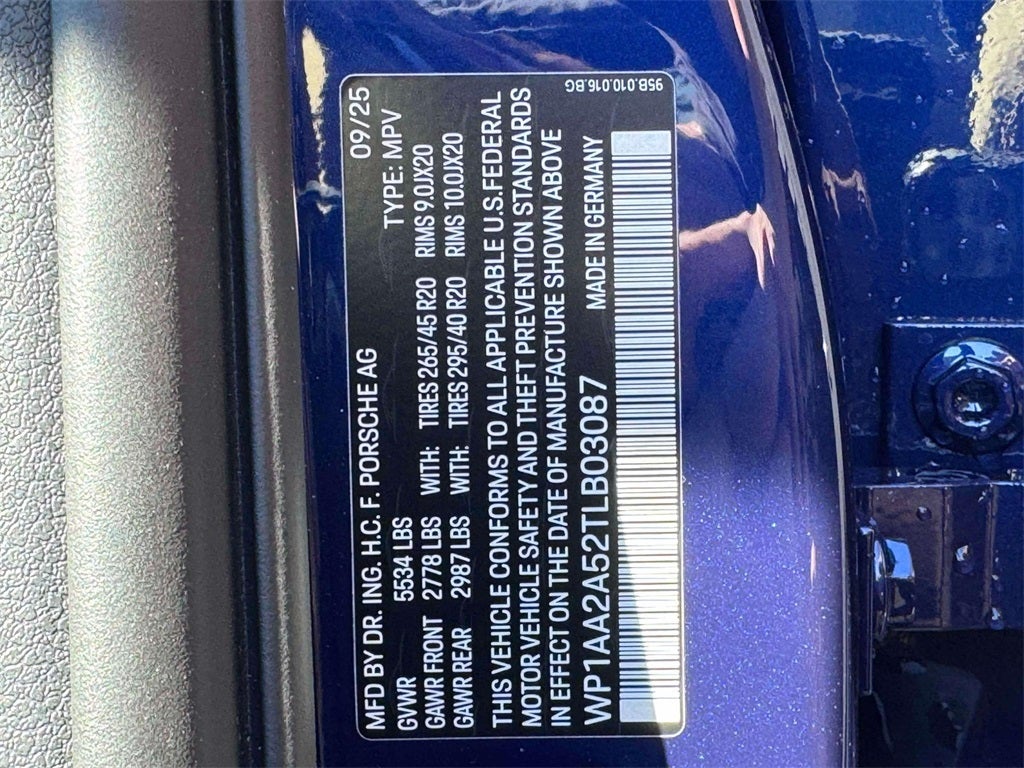 MFD BY DR. ING. H.C. F. PORSCHE AG 09/25
GVWR 5534 LBS TYPE: MPV
GAWR FRONT 2778 LBS WITH: TIRES 265/45 R20 RIMS 9.0JX20
GAWR REAR 2987 LBS WITH: TIRES 295/40 R20 RIMS 10.0JX20
THIS VEHICLE CONFORMS TO ALL APPLICABLE U.S.FEDERAL
MOTOR VEHICLE SAFETY AND THEFT PREVENTION STANDARDS
IN EFFECT ON THE DATE OF MANUFACTURE SHOWN ABOVE
WP1AA2A52TLB03087 MADE IN GERMANY
95B.010.016.BG